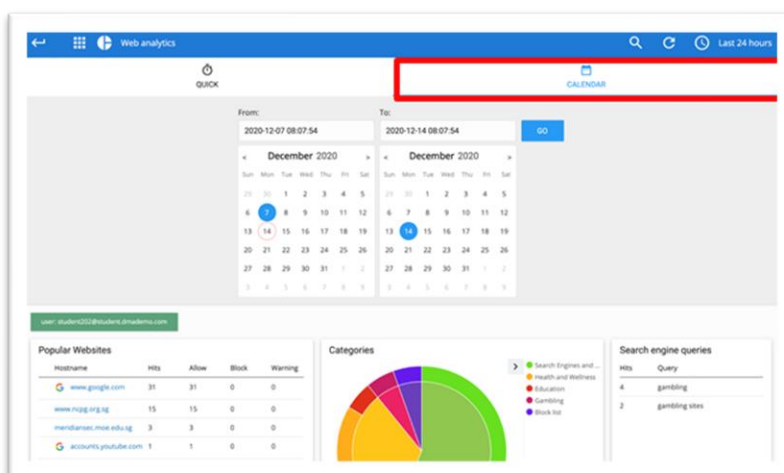 Web analytics
Last 24 hours
QUICK
CALENDAR
From:
To:
2020-12-07 08:07:54
2020-12-14 08:07:54
GO
« December 2020 »
« December 2020 »
Sun Mon Tue Wed Thu Fri Sat
Sun Mon Tue Wed Thu Fri Sat
29 30 1 2 3 4 5
29 30 1 2 3 4 5
6 7 8 9 10 11 12
6 7 8 9 10 11 12
13 14 15 16 17 18 19
13 14 15 16 17 18 19
20 21 22 23 24 25 26
20 21 22 23 24 25 26
27 28 29 30 31 1 2
27 28 29 30 31 1 2
3 4 5 6 7 8 9
3 4 5 6 7 8 9
user: student202@student.dmademo.com
Popular Websites
Hostname Hits Allow Block Warning
www.google.com 31 31 0 0
www.ncpg.org.sg 15 15 0 0
meridiansec.moe.edu.sg 3 3 0 0
accounts.youtube.com 1 1 0 0
Categories
Search Engines and ...
Health and Wellness
Education
Gambling
Block list
Search engine queries
Hits Query
4 gambling
2 gambling sites